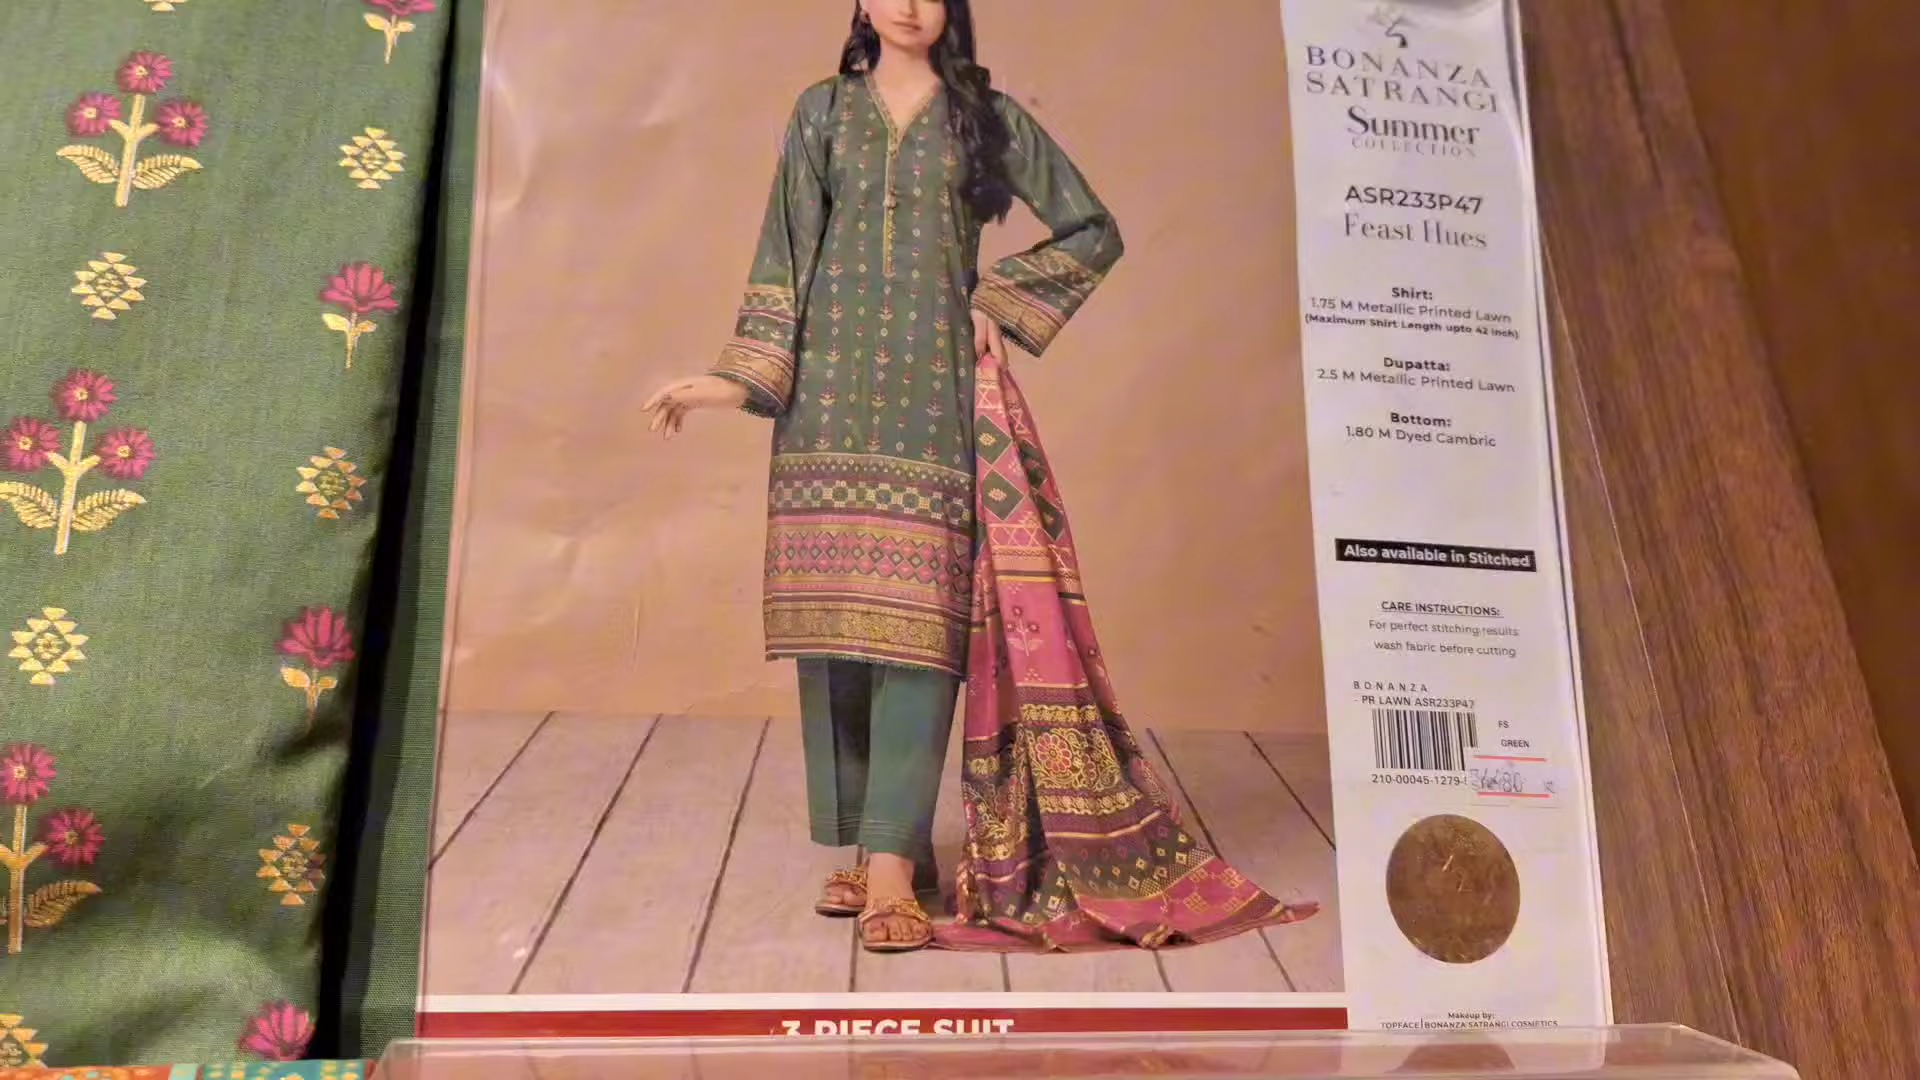 BONANZA
SATRANGI
Summer
COLLECTION
ASR233P47
Feast Hues
Shirt:
1.75 M Metallic Printed Lawn
(Maximum Shirt Length upto 42 inch)
Dupatta:
2.5 M Metallic Printed Lawn
Bottom:
1.80 M Dyed Cambric
Also available in Stitched
CARE INSTRUCTIONS:
For perfect stitching results
wash fabric before cutting
B.O.N.A.N.Z.A.
- PR LAWN ASR233P47
FS
GREEN
210-00045-1279-
3 PIECE SUIT
Makeup by:
TOPFACE|BONANZA SATRANGI COSMETICS